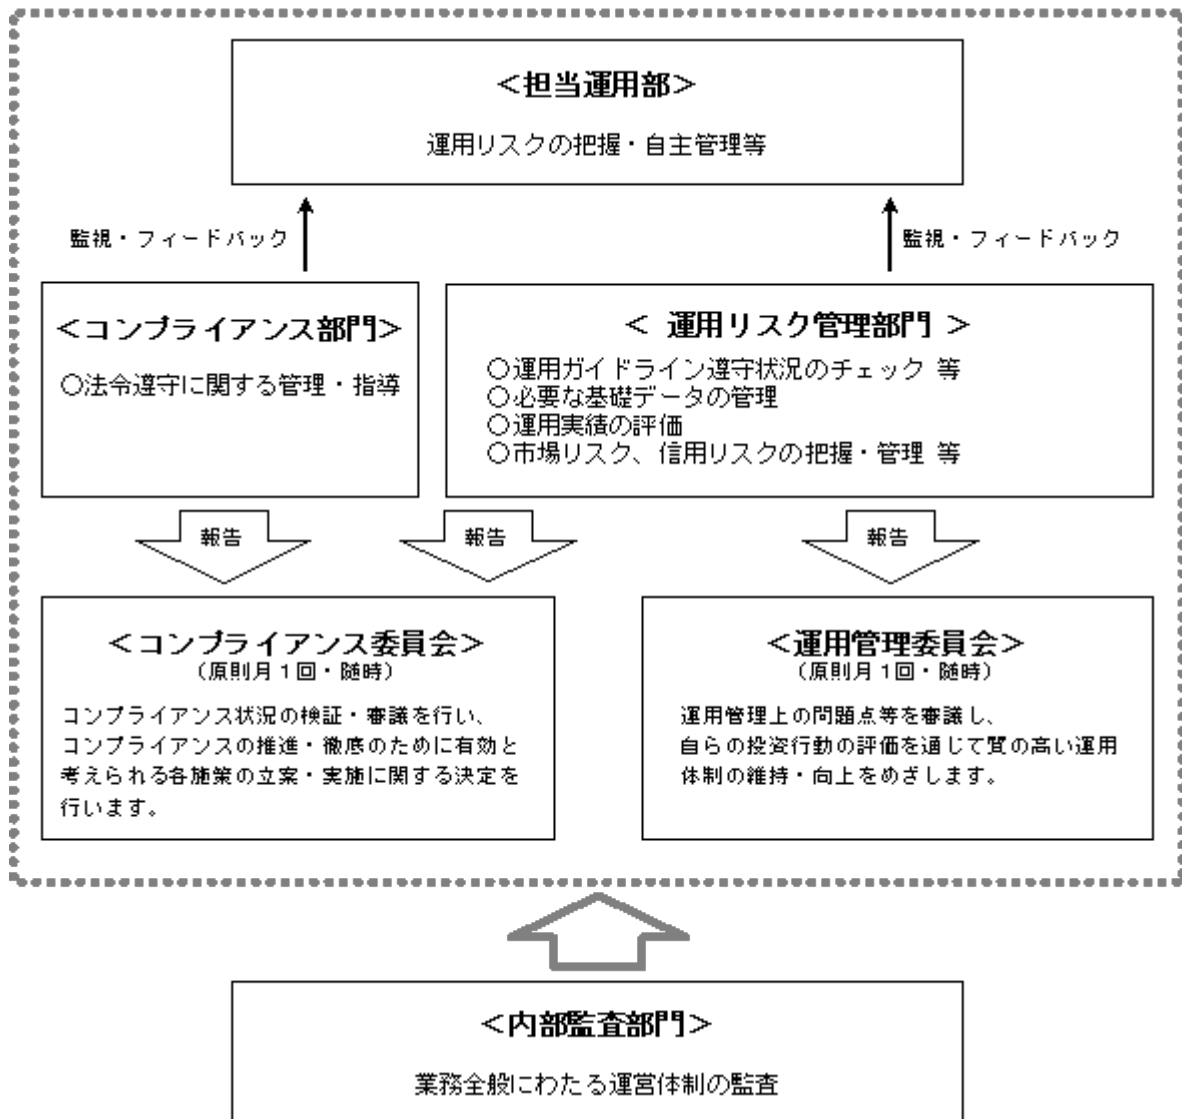 ＜担当運用部＞
運用リスクの把握・自主管理等
監視・フィードバック
監視・フィードバック
＜コンプライアンス部門＞
○法令遵守に関する管理・指導
＜ 運用リスク管理部門 ＞
○運用ガイドライン遵守状況のチェック 等
○必要な基礎データの管理
○運用実績の評価
○市場リスク、信用リスクの把握・管理 等
報告
報告
報告
＜コンプライアンス委員会＞
（原則月１回・随時）
コンプライアンス状況の検証・審議を行い、
コンプライアンスの推進・徹底のために有効と
考えられる各施策の立案・実施に関する決定を
行います。
＜運用管理委員会＞
（原則月１回・随時）
運用管理上の問題点等を審議し、
自らの投資行動の評価を通じて質の高い運用
体制の維持・向上をめざします。
＜内部監査部門＞
業務全般にわたる運営体制の監査